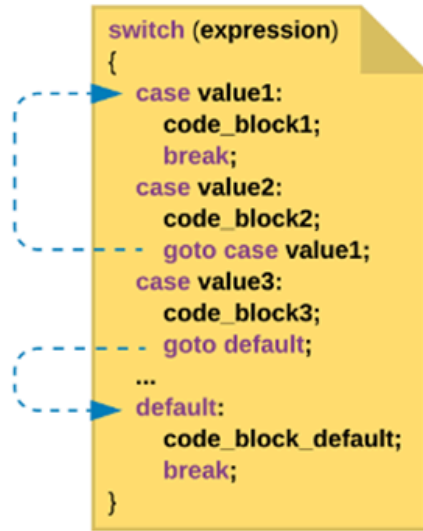 switch (expression)
{
case value1:
code_block1;
break;
case value2:
code_block2;
goto case value1;
case value3:
code_block3;
goto default;
...
default:
code_block_default;
break;
}